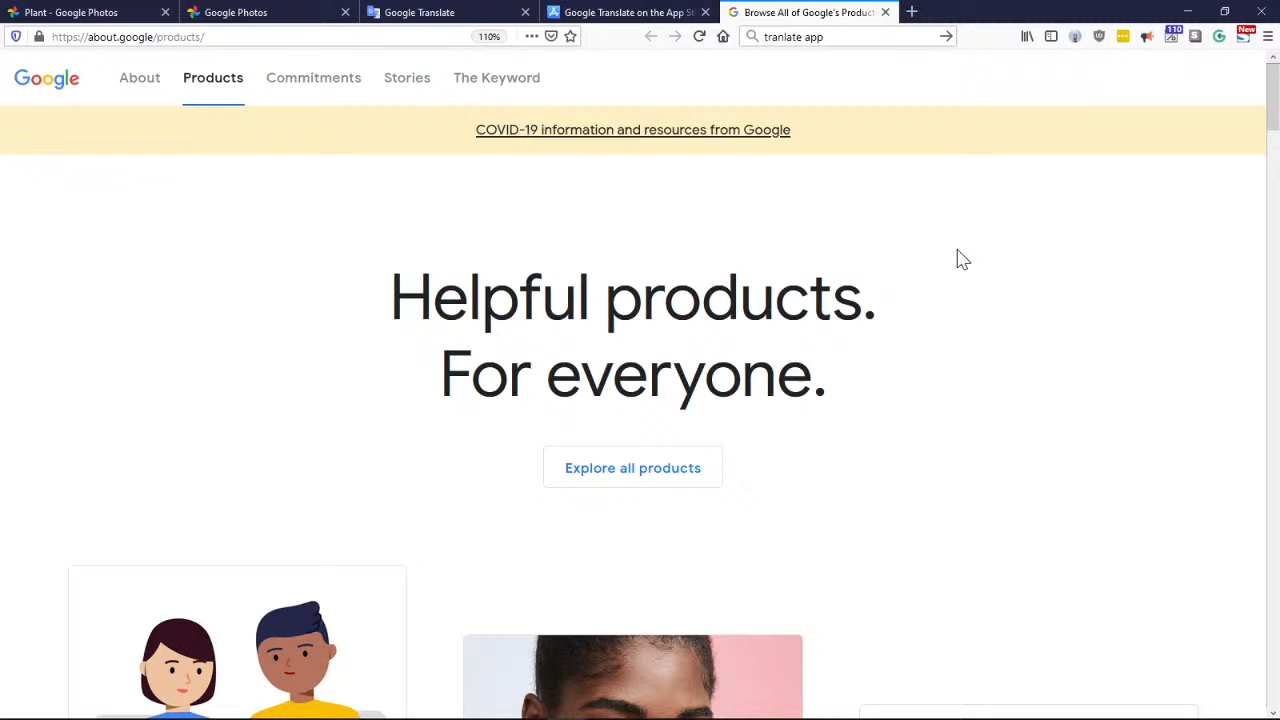 Plant - Google Photos
Google Photos
Google Translate
Google Translate on the App St
Browse All of Google's Product
https://about.google/products/
110%
tranlate app
110
New
Google
About
Products
Commitments
Stories
The Keyword
COVID-19 information and resources from Google
Helpful products.
For everyone.
Explore all products